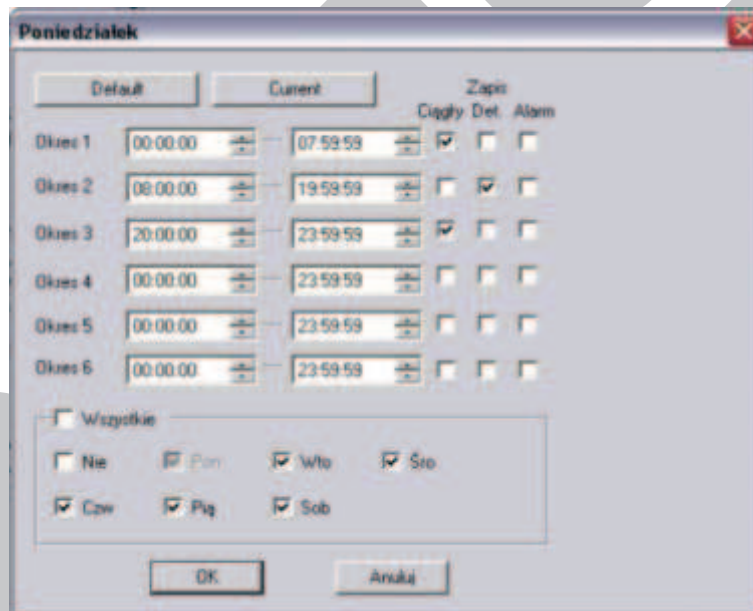 Poniedziałek
Default Current Zapis
Ciągły Det. Alarm
Okres 1 00:00:00 07:59:59
Okres 2 08:00:00 19:59:59
Okres 3 20:00:00 23:59:59
Okres 4 00:00:00 23:59:59
Okres 5 00:00:00 23:59:59
Okres 6 00:00:00 23:59:59
Wszystkie
Nie Pon Wto Śro
Czw Pią Sob
OK Anuluj